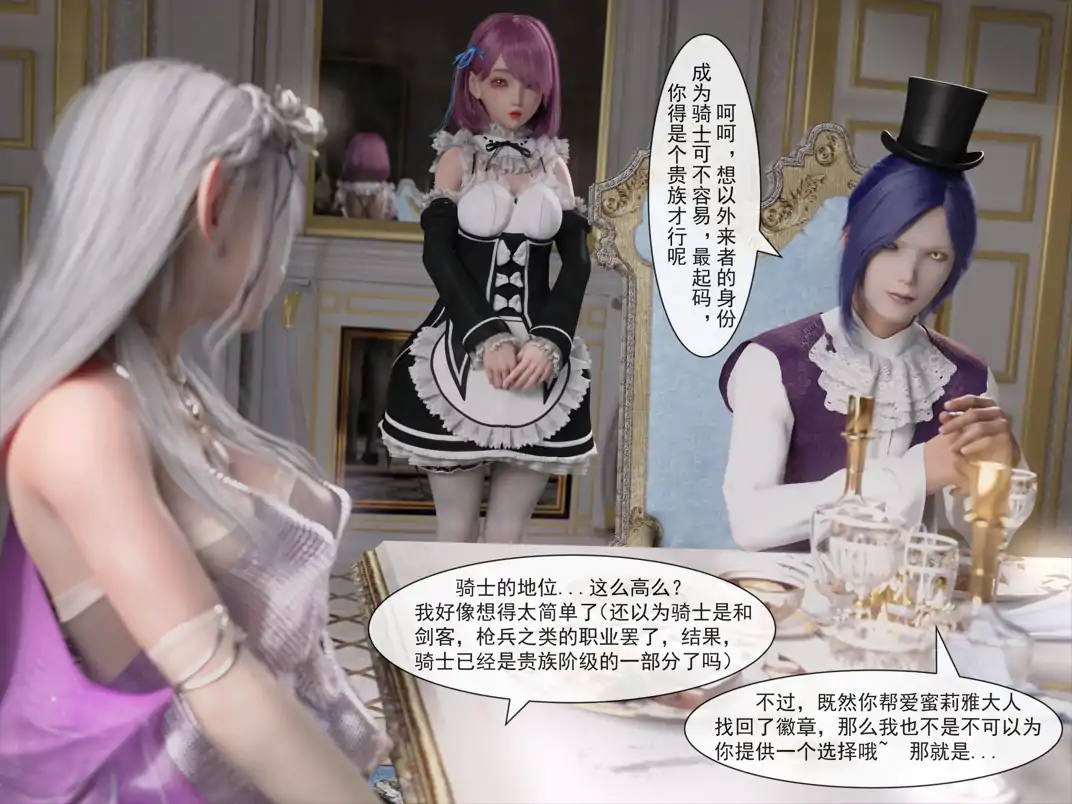 呵呵，想以外来者的身份
成为骑士可不容易，最起码，
你得是个贵族才行呢
骑士的地位...这么高么？
我好像想得太简单了(还以为骑士是和
剑客，枪兵之类的职业罢了，结果，
骑士已经是贵族阶级的一部分了吗)
不过，既然你帮爱蜜莉雅大人
找回了徽章，那么我也不是不可以为
你提供一个选择哦~ 那就是...